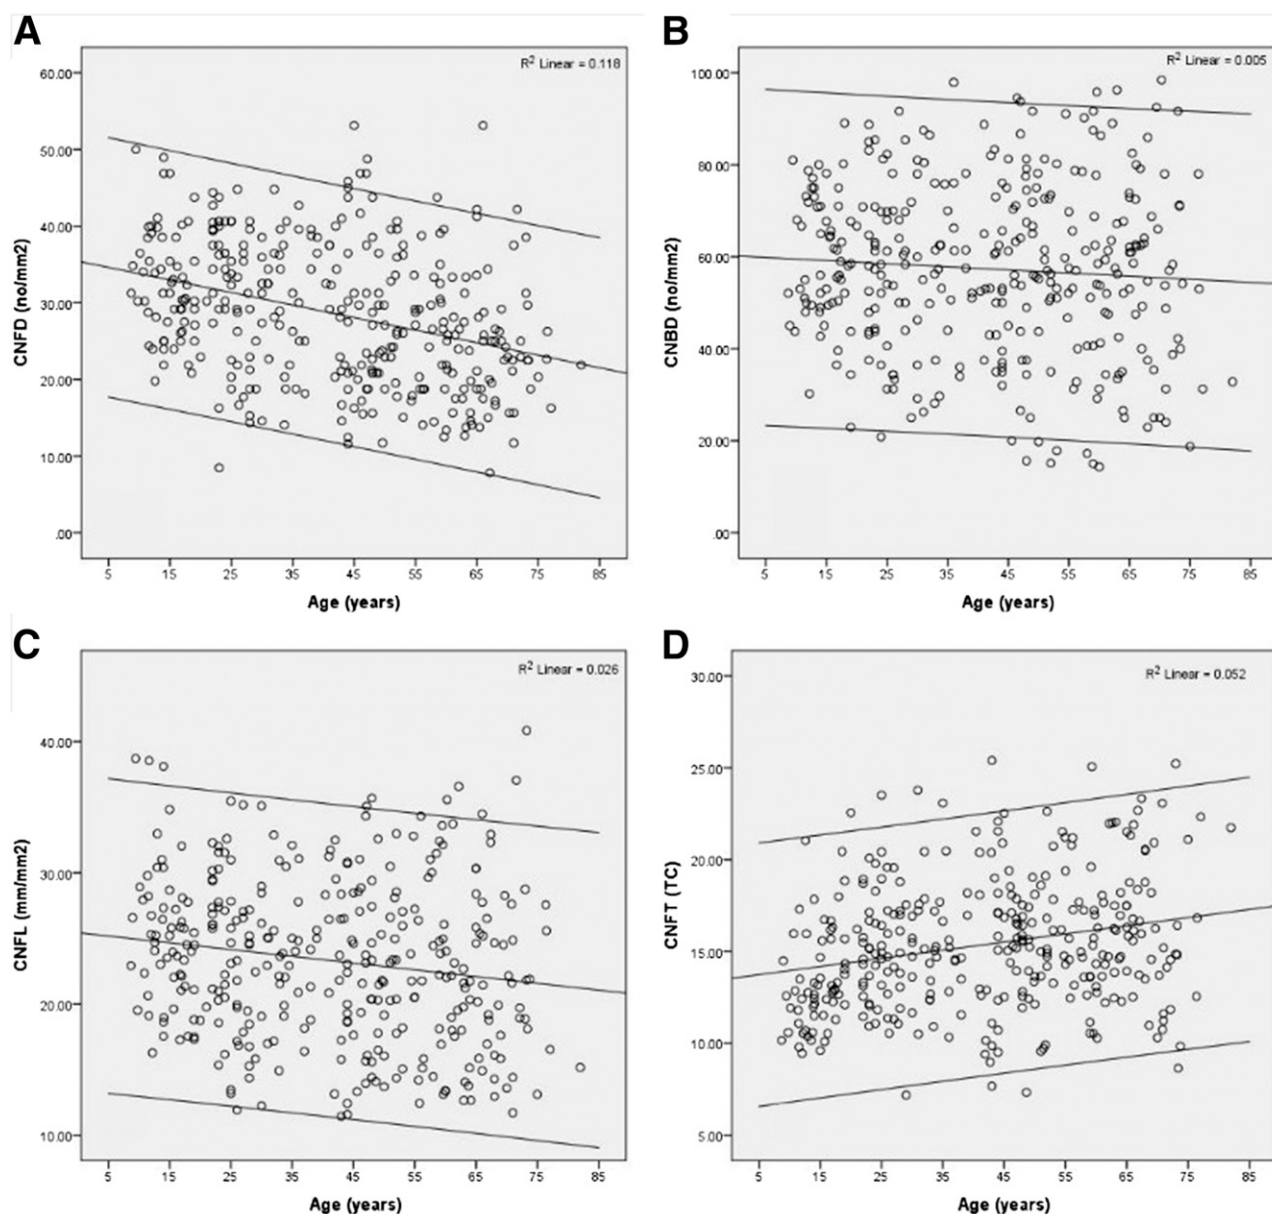 A
R² Linear = 0.118
60.00
50.00
40.00
30.00
20.00
10.00
.00
CNFD (no/mm2)
5 15 25 35 45 55 65 75 85
Age (years)
B
R² Linear = 0.005
100.00
80.00
60.00
40.00
20.00
.00
CNBD (no/mm2)
5 15 25 35 45 55 65 75 85
Age (years)
C
R² Linear = 0.026
40.00
30.00
20.00
10.00
CNFL (mm/mm2)
5 15 25 35 45 55 65 75 85
Age (years)
D
R² Linear = 0.052
30.00
25.00
20.00
15.00
10.00
5.00
CNFT (TC)
5 15 25 35 45 55 65 75 85
Age (years)